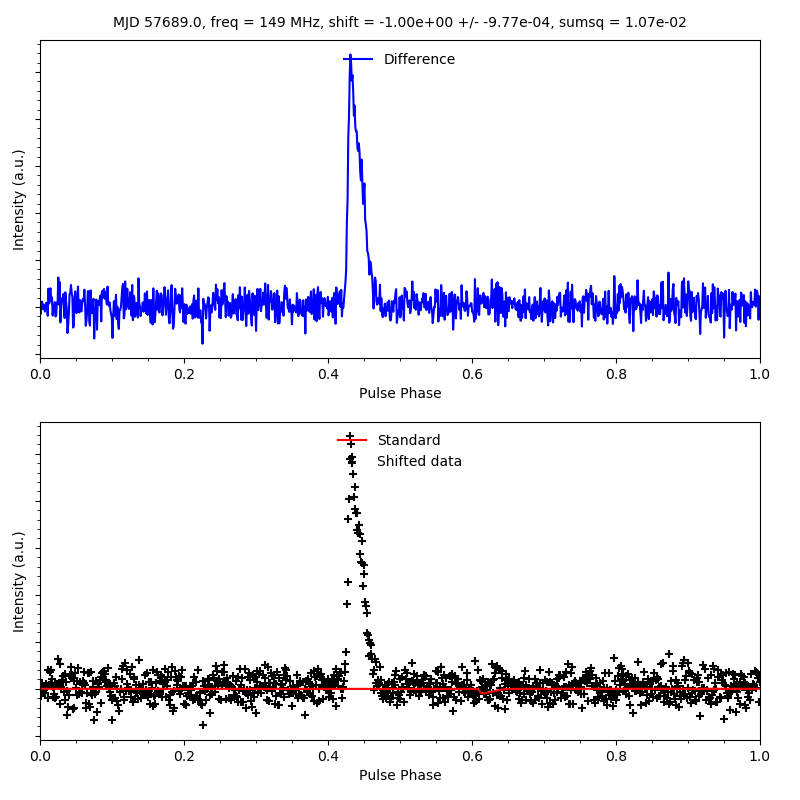 MJD 57689.0, freq = 149 MHz, shift = -1.00e+00 +/- -9.77e-04, sumsq = 1.07e-02
Difference
Intensity (a.u.)
0.0 0.2 0.4 0.6 0.8 1.0
Pulse Phase
Standard
Shifted data
Intensity (a.u.)
0.0 0.2 0.4 0.6 0.8 1.0
Pulse Phase